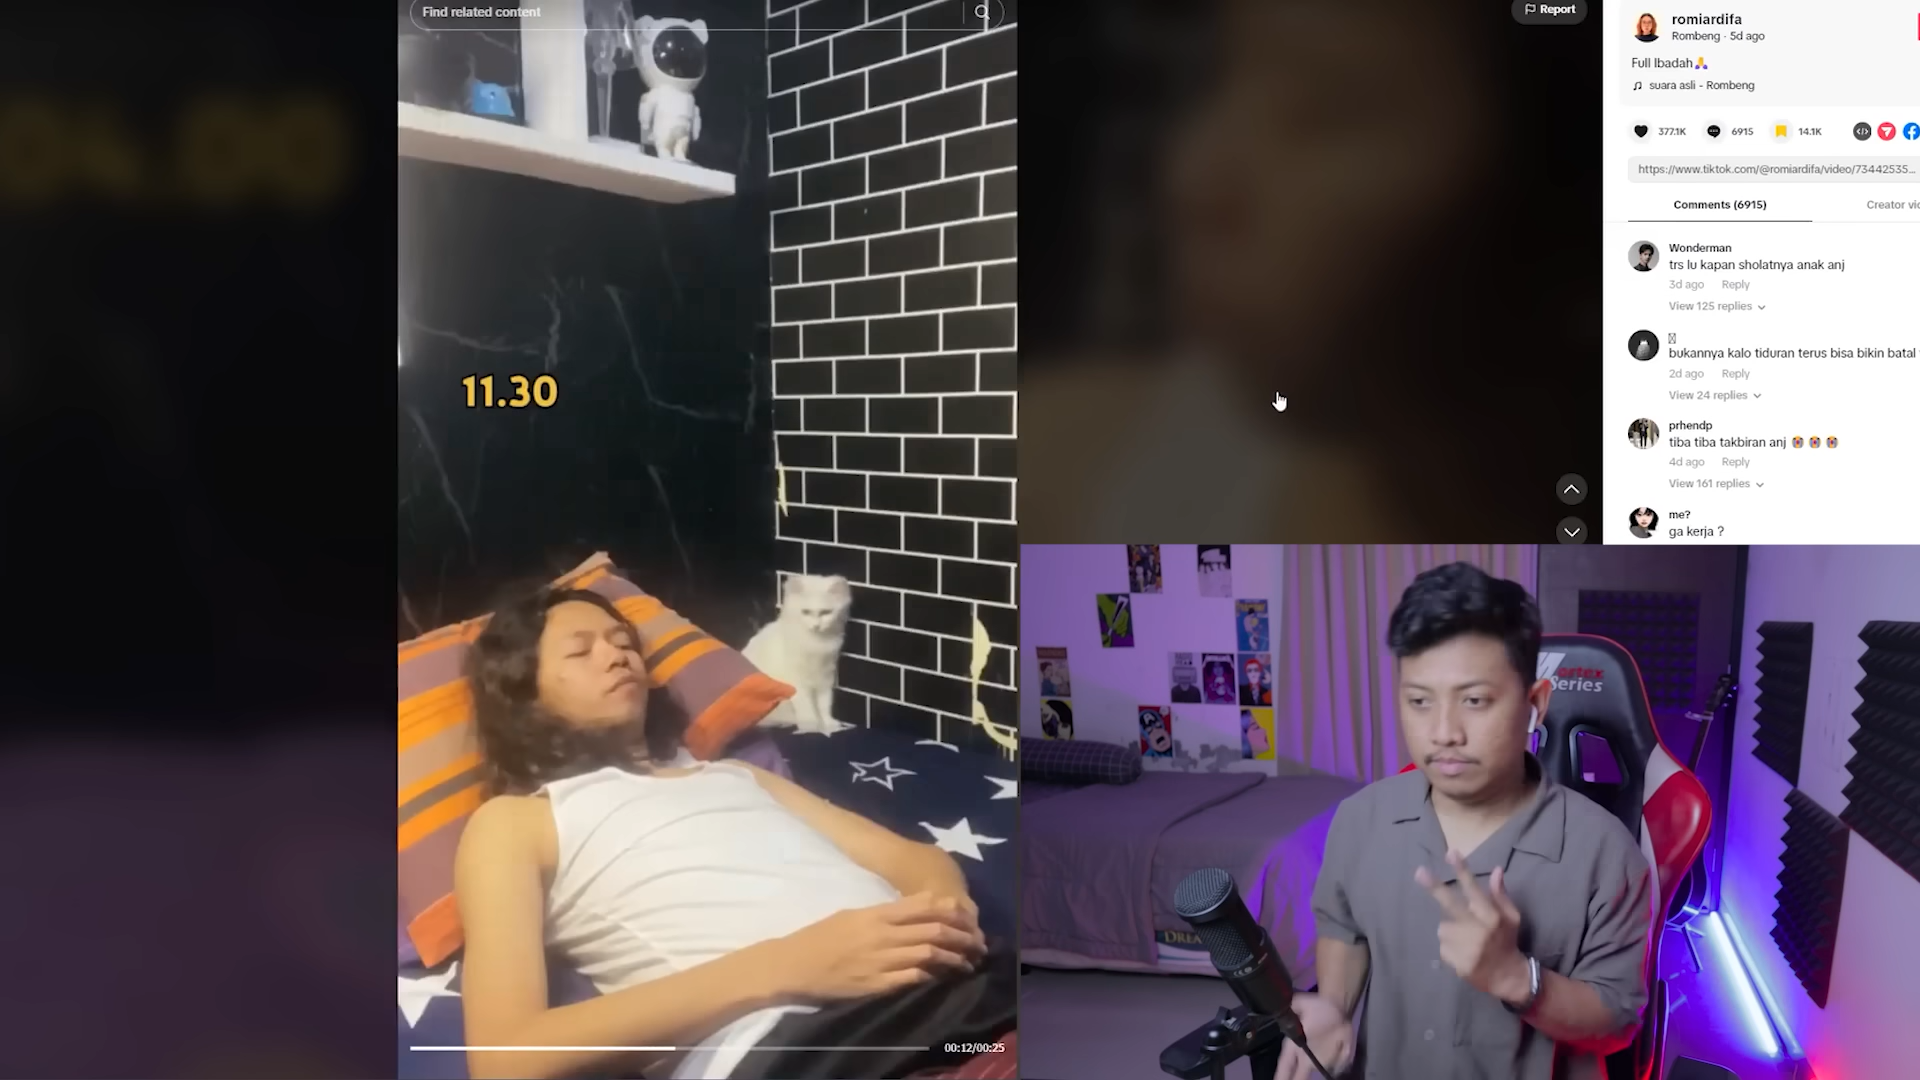 Find related content
11.30
00:12/00:25
Report
romiardifa
Rombeng · 5d ago
Full Ibadah🙏
suara asli - Rombeng
377.1K
6915
14.1K
https://www.tiktok.com/@romiardifa/video/73442535...
Comments (6915)
Creator
Wonderman
trs lu kapan sholatnya anak anj
3d ago Reply
View 125 replies
bukannya kalo tiduran terus bisa bikin batal
2d ago Reply
View 24 replies
prhendp
tiba tiba takbiran anj 😭 😭 😭
4d ago Reply
View 161 replies
me?
ga kerja ?
Series